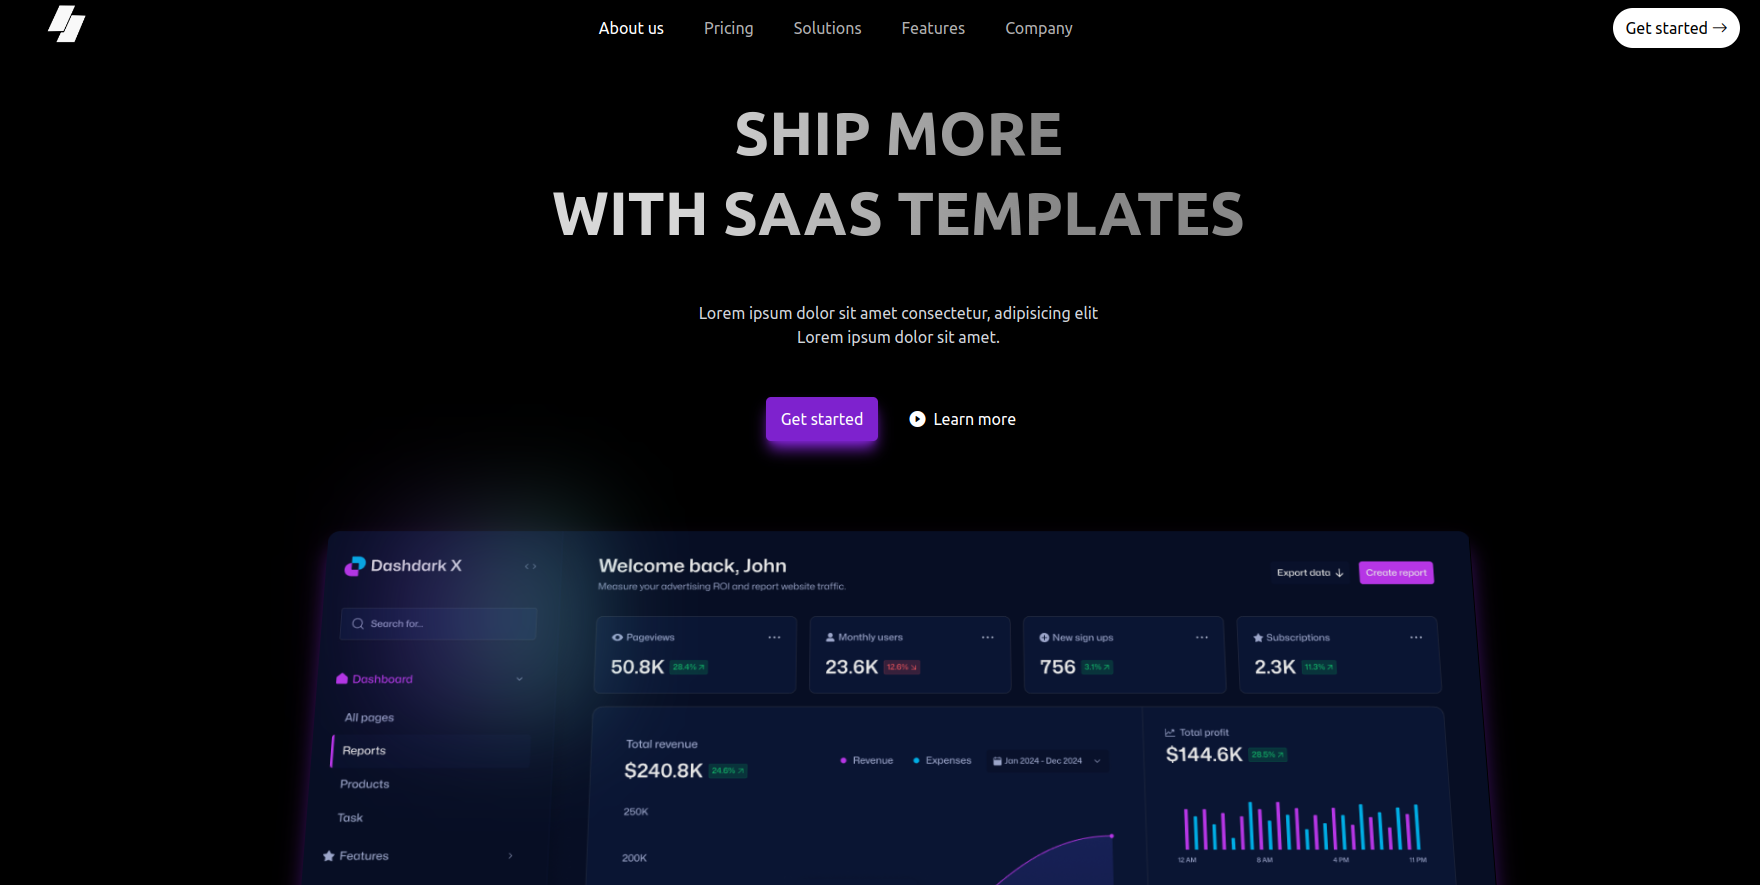 About us
Pricing
Solutions
Features
Company
Get started
SHIP MORE
WITH SAAS TEMPLATES
Lorem ipsum dolor sit amet consectetur, adipisicing elit
Lorem ipsum dolor sit amet.
Get started
Learn more
Dashdark X
Search for...
Dashboard
All pages
Reports
Products
Task
Features
Welcome back, John
Measure your advertising ROI and report website traffic.
Export data
Create report
Pageviews
50.8K 28.4%
Monthly users
23.6K 12.6%
New sign ups
756 3.1%
Subscriptions
2.3K 11.3%
Total revenue
$240.8K 24.6%
Revenue
Expenses
Jan 2024 - Dec 2024
250K
200K
Total profit
$144.6K 28.5%
12 AM
8 AM
4 PM
11 PM